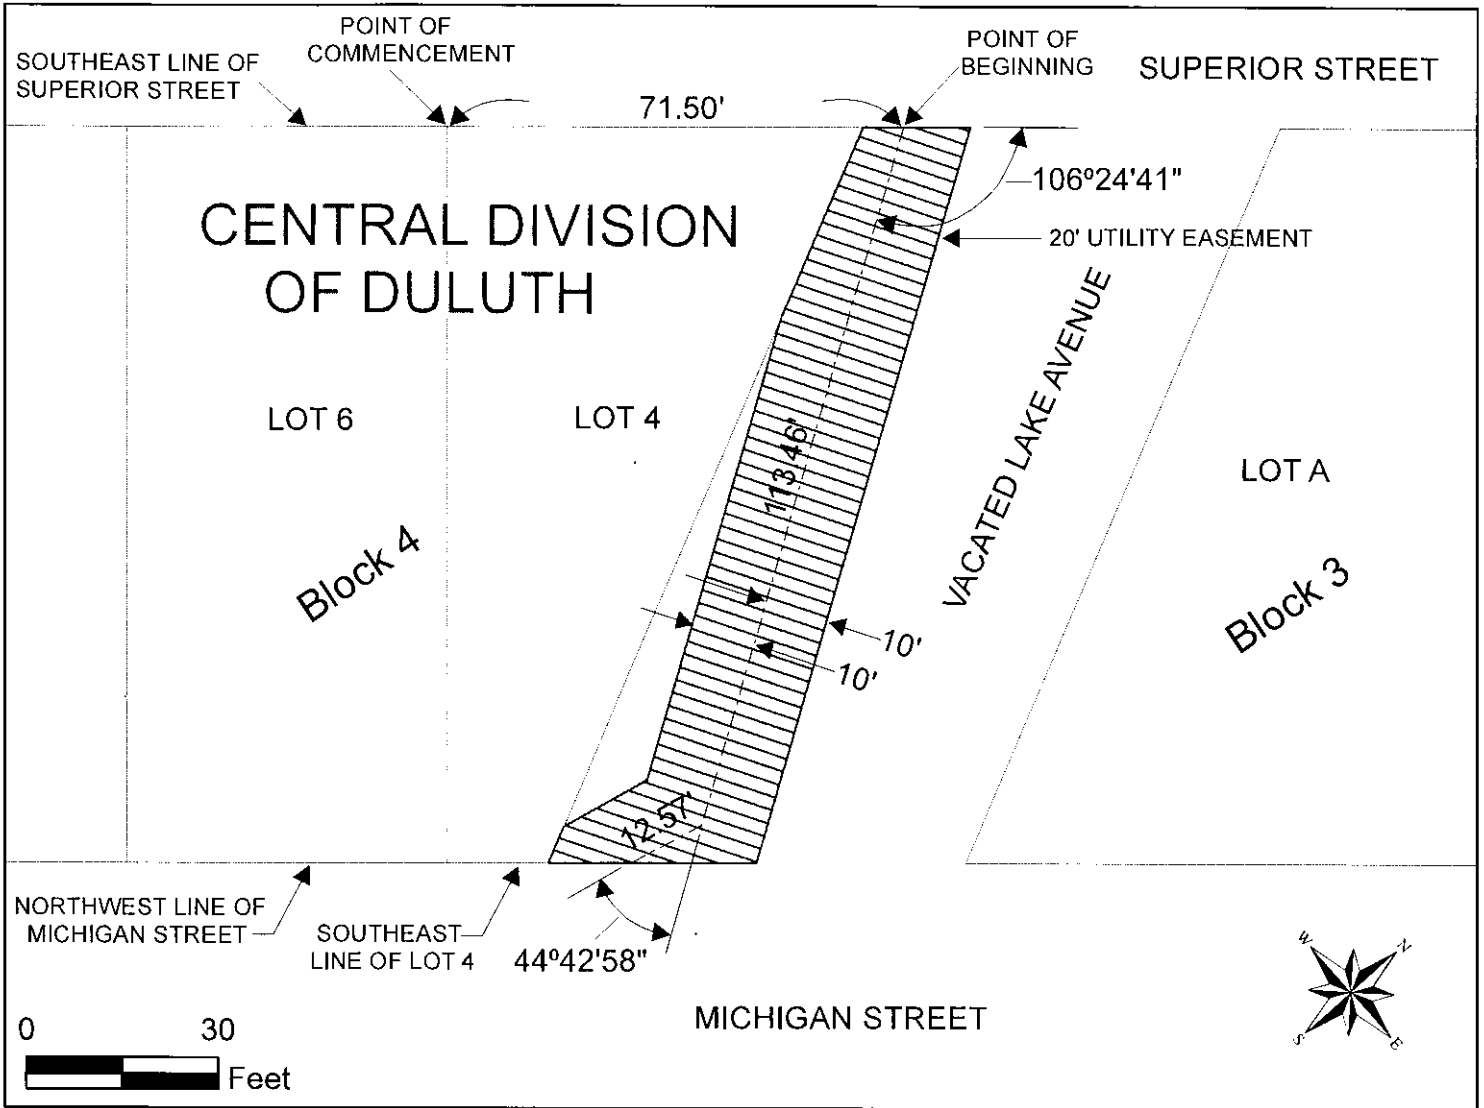 POINT OF
COMMENCEMENT
SOUTHEAST LINE OF
SUPERIOR STREET
71.50'
POINT OF
BEGINNING
SUPERIOR STREET
106º24'41"
20' UTILITY EASEMENT
CENTRAL DIVISION
OF DULUTH
LOT 6
LOT 4
113.46'
VACATED LAKE AVENUE
LOT A
Block 4
Block 3
10'
10'
12.57'
NORTHWEST LINE OF
MICHIGAN STREET
SOUTHEAST
LINE OF LOT 4
44º42'58"
MICHIGAN STREET
W
N
S
E
0
30
Feet